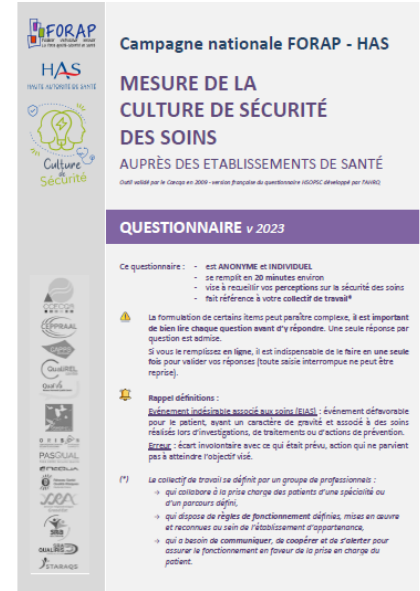 FORAP
HAS
HAUTE AUTORITÉ DE SANTÉ
Culture
de
Sécurité
CCECQA
CEPPRAAL
QualiREL
Qual'Va
PASQUAL
STARAQS
Campagne nationale FORAP - HAS
MESURE DE LA
CULTURE DE SÉCURITÉ
DES SOINS
AUPRÈS DES ETABLISSEMENTS DE SANTÉ
Outil validé par le Ccecqa en 2009 - version française du questionnaire HSOPSC développé par l'AHRQ
QUESTIONNAIRE v 2023
Ce questionnaire : - est ANONYME et INDIVIDUEL
- se remplit en 20 minutes environ
- vise à recueillir vos perceptions sur la sécurité des soins
- fait référence à votre collectif de travail*
La formulation de certains items peut paraître complexe, il est important
de bien lire chaque question avant d'y répondre. Une seule réponse par
question est admise.
Si vous le remplissez en ligne, il est indispensable de le faire en une seule
fois pour valider vos réponses (toute saisie interrompue ne peut être
reprise).
Rappel définitions :
Evénement indésirable associé aux soins (EIAS) : événement défavorable
pour le patient, ayant un caractère de gravité et associé à des soins
réalisés lors d'investigations, de traitements ou d'actions de prévention.
Erreur : écart involontaire avec ce qui était prévu, action qui ne parvient
pas à atteindre l'objectif visé.
(*) Le collectif de travail se définit par un groupe de professionnels :
→ qui collabore à la prise charge des patients d'une spécialité ou
d'un parcours défini,
→ qui dispose de règles de fonctionnement définies, mises en œuvre
et reconnues au sein de l'établissement d'appartenance,
→ qui a besoin de communiquer, de coopérer et de s'alerter pour
assurer le fonctionnement en faveur de la prise en charge du
patient.